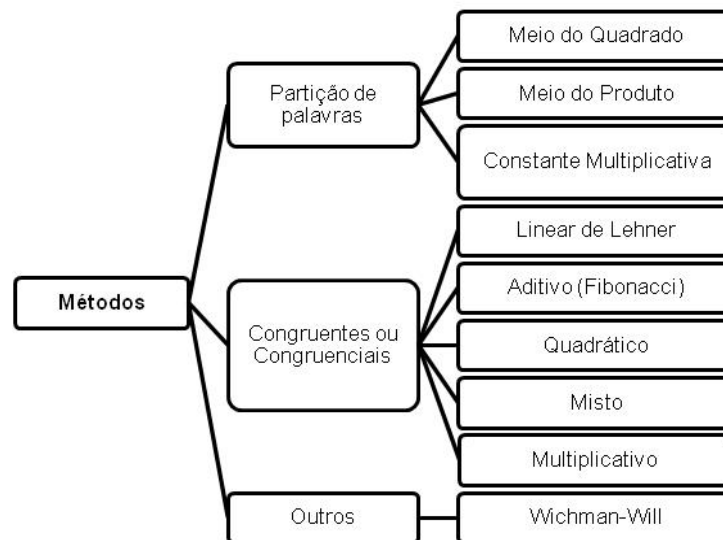 Métodos
Partição de
palavras
Meio do Quadrado
Meio do Produto
Constante Multiplicativa
Congruentes ou
Congruenciais
Linear de Lehner
Aditivo (Fibonacci)
Quadrático
Misto
Multiplicativo
Outros
Wichman-Will